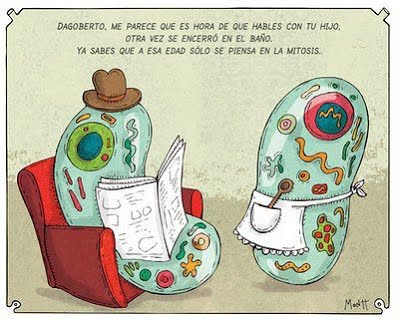 DAGOBERTO, ME PARECE QUE ES HORA DE QUE HABLES CON TU HIJO,
OTRA VEZ SE ENCERRÓ EN EL BAÑO.
YA SABES QUE A ESA EDAD SÓLO SE PIENSA EN LA MITOSIS.
MONTT